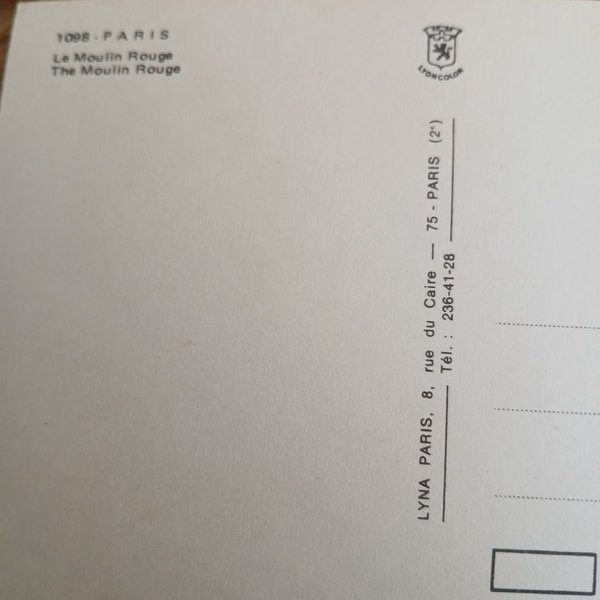 1098 - PARIS
Le Moulin Rouge
The Moulin Rouge
LYONCOLOR
LYNA PARIS, 8, rue du Caire — 75 - PARIS (2e)
Tél. : 236-41-28